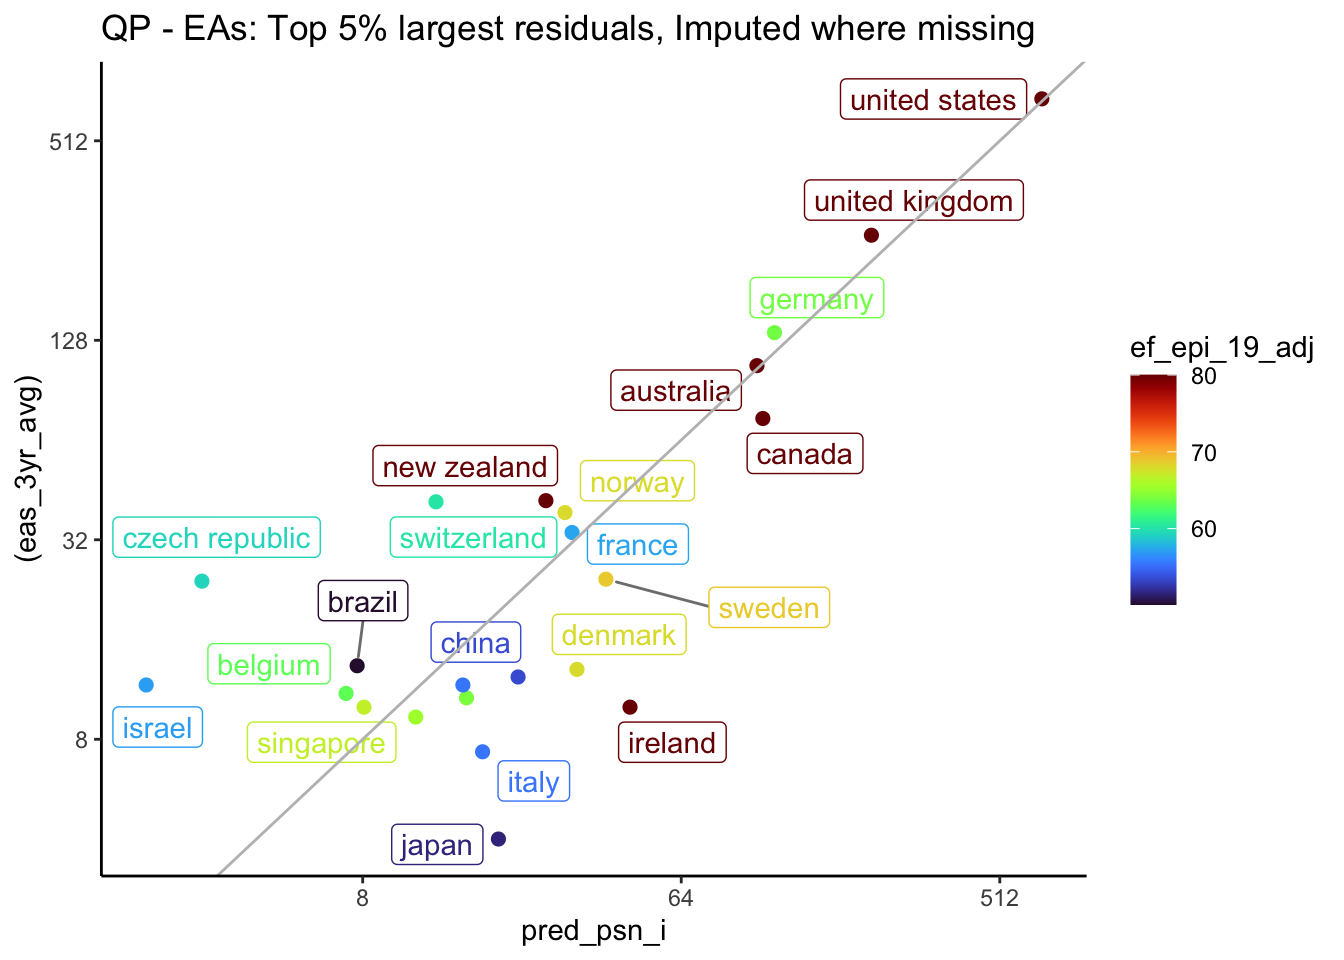 QP - EAs: Top 5% largest residuals, Imputed where missing
united states
512
united kingdom
germany
128
ef_epi_19_adj
80
australia
canada
70
new zealand
norway
(eas_3yr_avg)
60
czech republic
switzerland
32
france
brazil
sweden
china
denmark
belgium
israel
singapore
8
ireland
italy
japan
8
64
512
pred_psn_i